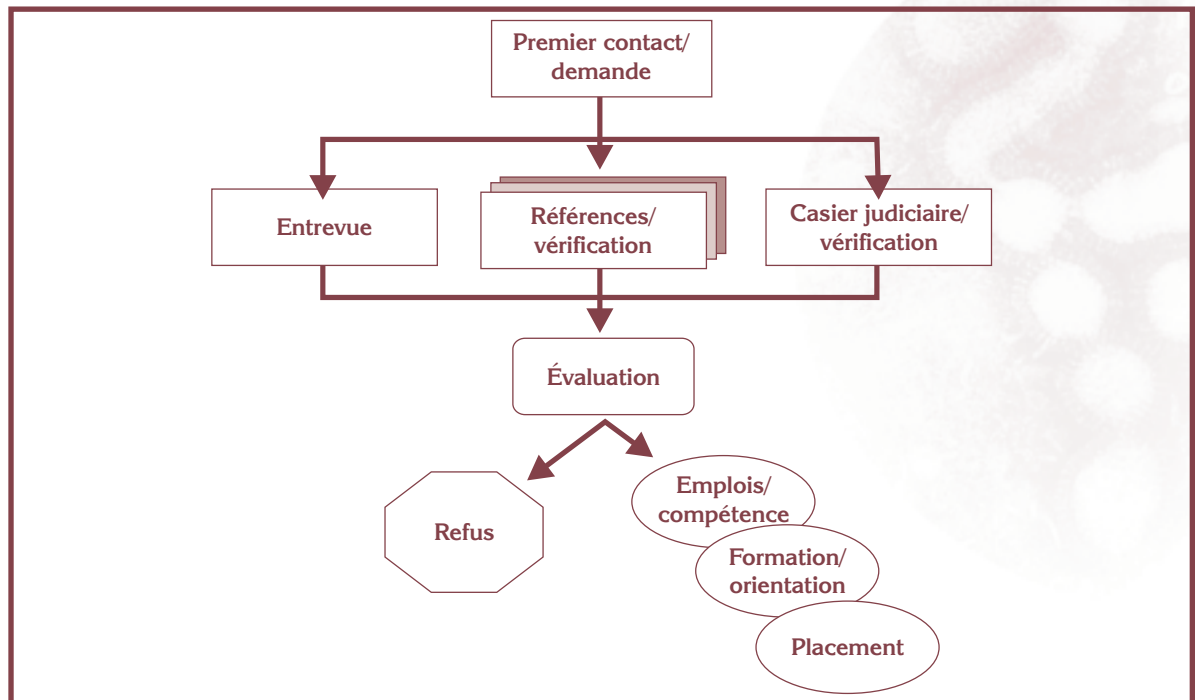 Premier contact/
demande
Entrevue
Références/
vérification
Casier judiciaire/
vérification
Évaluation
Refus
Emplois/
compétence
Formation/
orientation
Placement